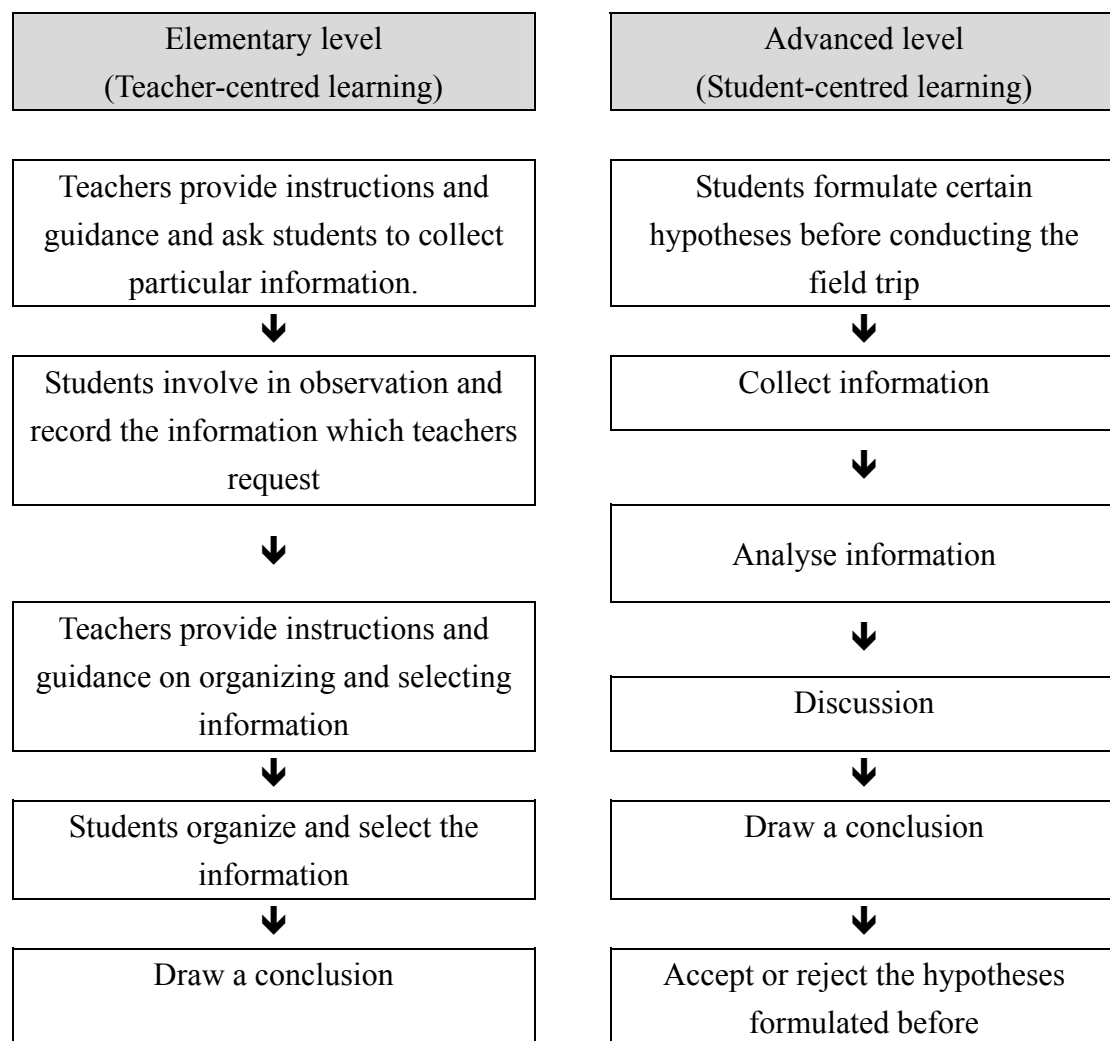 Elementary level
(Teacher-centred learning)
Teachers provide instructions and
guidance and ask students to collect
particular information.
Students involve in observation and
record the information which teachers
request
Teachers provide instructions and
guidance on organizing and selecting
information
Students organize and select the
information
Draw a conclusion
Advanced level
(Student-centred learning)
Students formulate certain
hypotheses before conducting the
field trip
Collect information
Analyse information
Discussion
Draw a conclusion
Accept or reject the hypotheses
formulated before